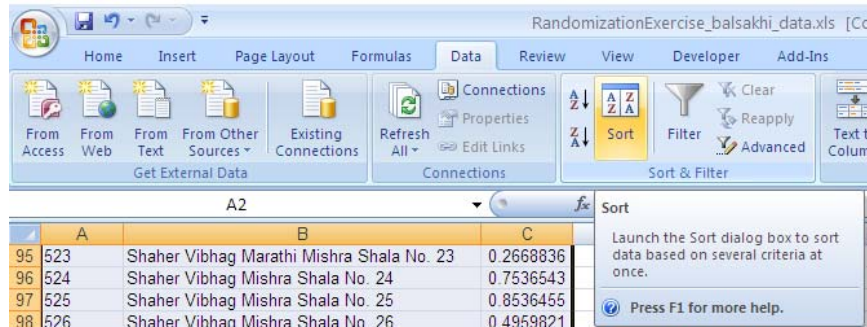 RandomizationExercise_balsakhi_data.xls [Co
Home Insert Page Layout Formulas Data Review View Developer Add-Ins
From Access
From Web
From Text
From Other Sources
Existing Connections
Get External Data
Refresh All
Connections
Properties
Edit Links
Connections
A Z
Z A
A Z
Z A
Sort
Filter
Clear
Reapply
Advanced
Sort & Filter
Text t
Colum
A2
fx
A B C
95 523 Shaher Vibhag Marathi Mishra Shala No. 23 0.2668836
96 524 Shaher Vibhag Mishra Shala No. 24 0.7536543
97 525 Shaher Vibhag Mishra Shala No. 25 0.8536455
98 526 Shaher Vibhag Mishra Shala No. 26 0.4959821
Sort
Launch the Sort dialog box to sort
data based on several criteria at
once.
Press F1 for more help.